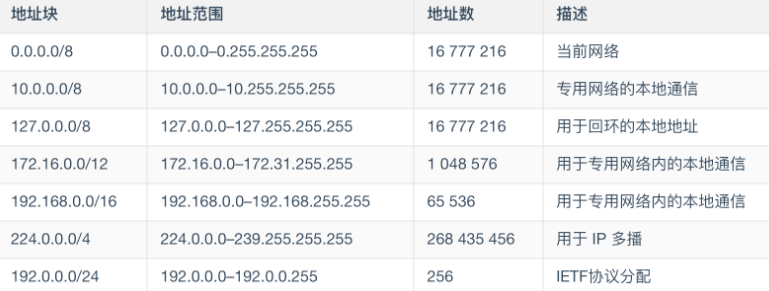 地址块 地址范围 地址数 描述
0.0.0.0/8 0.0.0.0–0.255.255.255 16 777 216 当前网络
10.0.0.0/8 10.0.0.0–10.255.255.255 16 777 216 专用网络的本地通信
127.0.0.0/8 127.0.0.0–127.255.255.255 16 777 216 用于回环的本地地址
172.16.0.0/12 172.16.0.0–172.31.255.255 1 048 576 用于专用网络内的本地通信
192.168.0.0/16 192.168.0.0–192.168.255.255 65 536 用于专用网络内的本地通信
224.0.0.0/4 224.0.0.0–239.255.255.255 268 435 456 用于 IP 多播
192.0.0.0/24 192.0.0.0–192.0.0.255 256 IETF协议分配